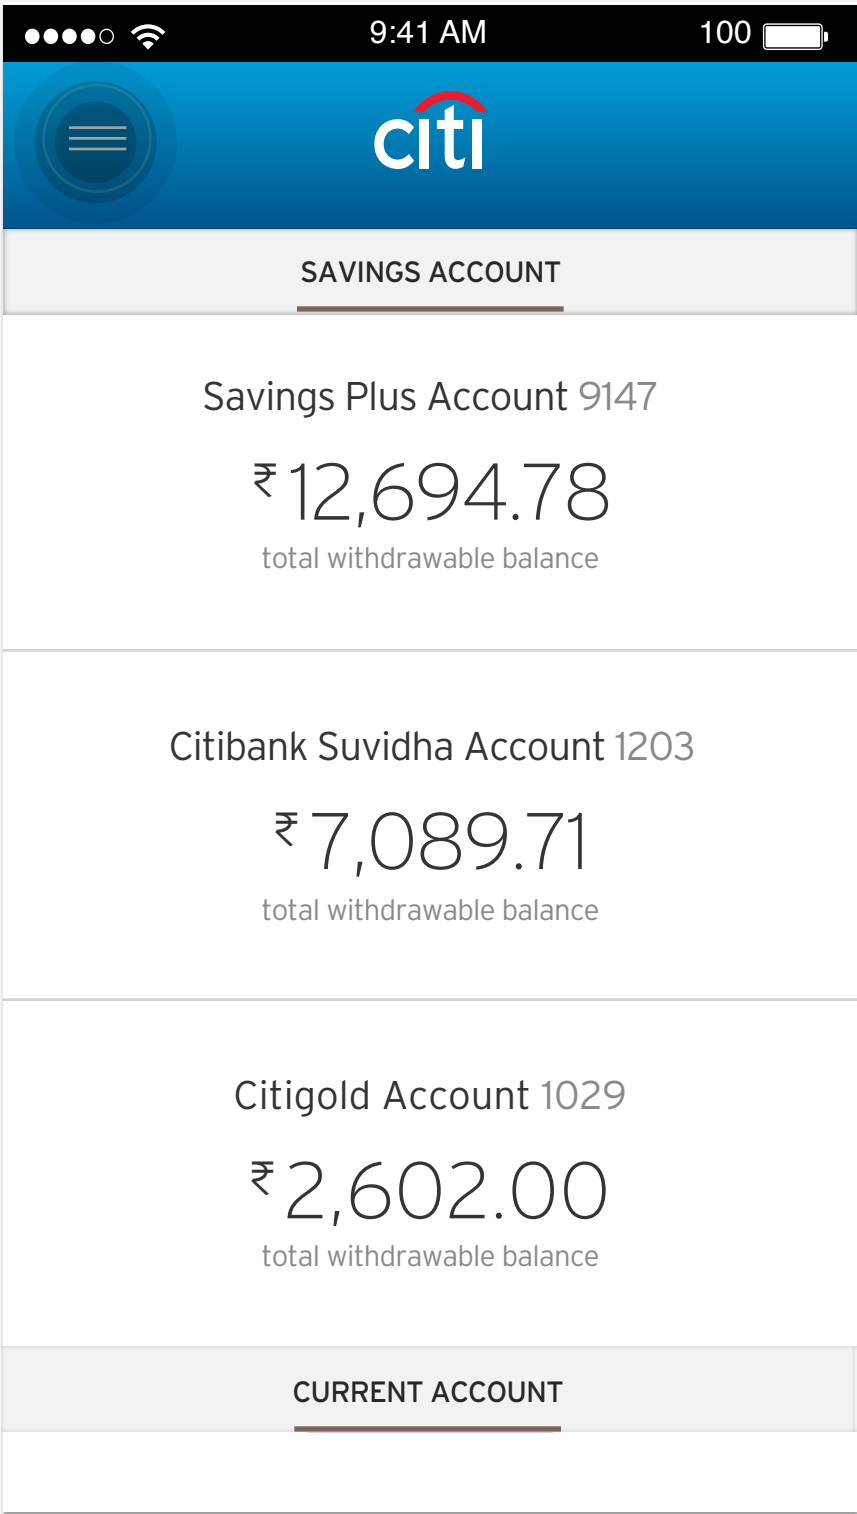 9:41 AM 100
citi
SAVINGS ACCOUNT
Savings Plus Account 9147
₹12,694.78
total withdrawable balance
Citibank Suvidha Account 1203
₹7,089.71
total withdrawable balance
Citigold Account 1029
₹2,602.00
total withdrawable balance
CURRENT ACCOUNT